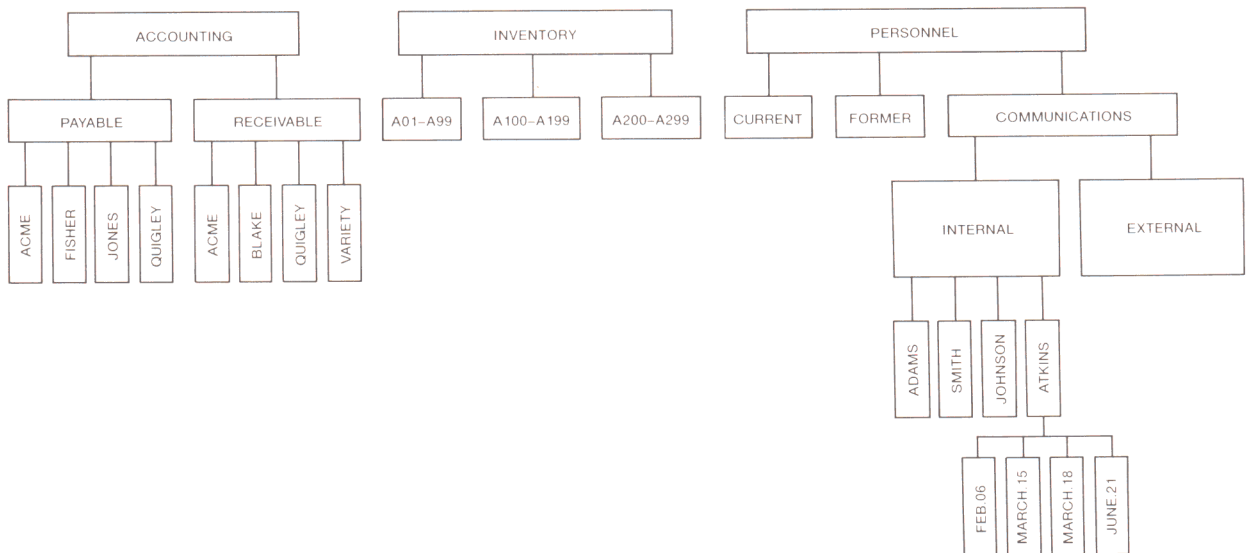 ACCOUNTING
INVENTORY
PERSONNEL
PAYABLE
RECEIVABLE
A01–A99
A100–A199
A200–A299
CURRENT
FORMER
COMMUNICATIONS
ACME
FISHER
JONES
QUIGLEY
ACME
BLAKE
QUIGLEY
VARIETY
INTERNAL
EXTERNAL
ADAMS
SMITH
JOHNSON
ATKINS
FEB.06
MARCH.15
MARCH.18
JUNE.21